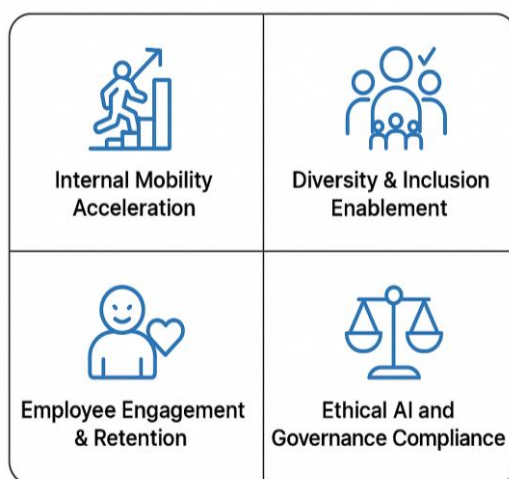 Internal Mobility
Acceleration
Diversity & Inclusion
Enablement
Employee Engagement
& Retention
Ethical AI and
Governance Compliance